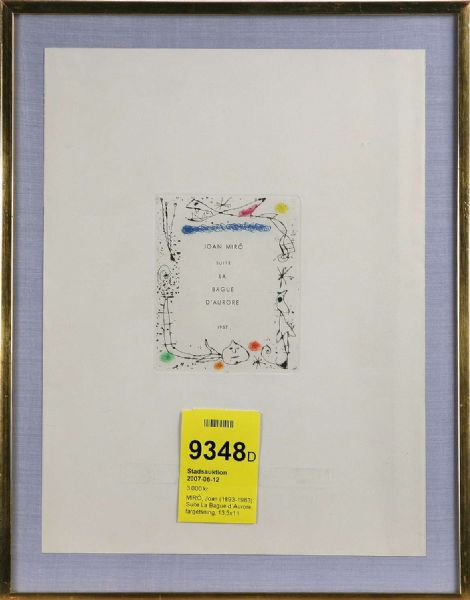 JOAN MIRÓ
SUITE
LA
BAGUE
D'AURORE
1957
9348D
Stadsauktion
2007-06-12
3 000 kr
MIRÓ, Joan (1893-1983)
Suite La Bague d'Aurore,
färgetsning, 13,5x11